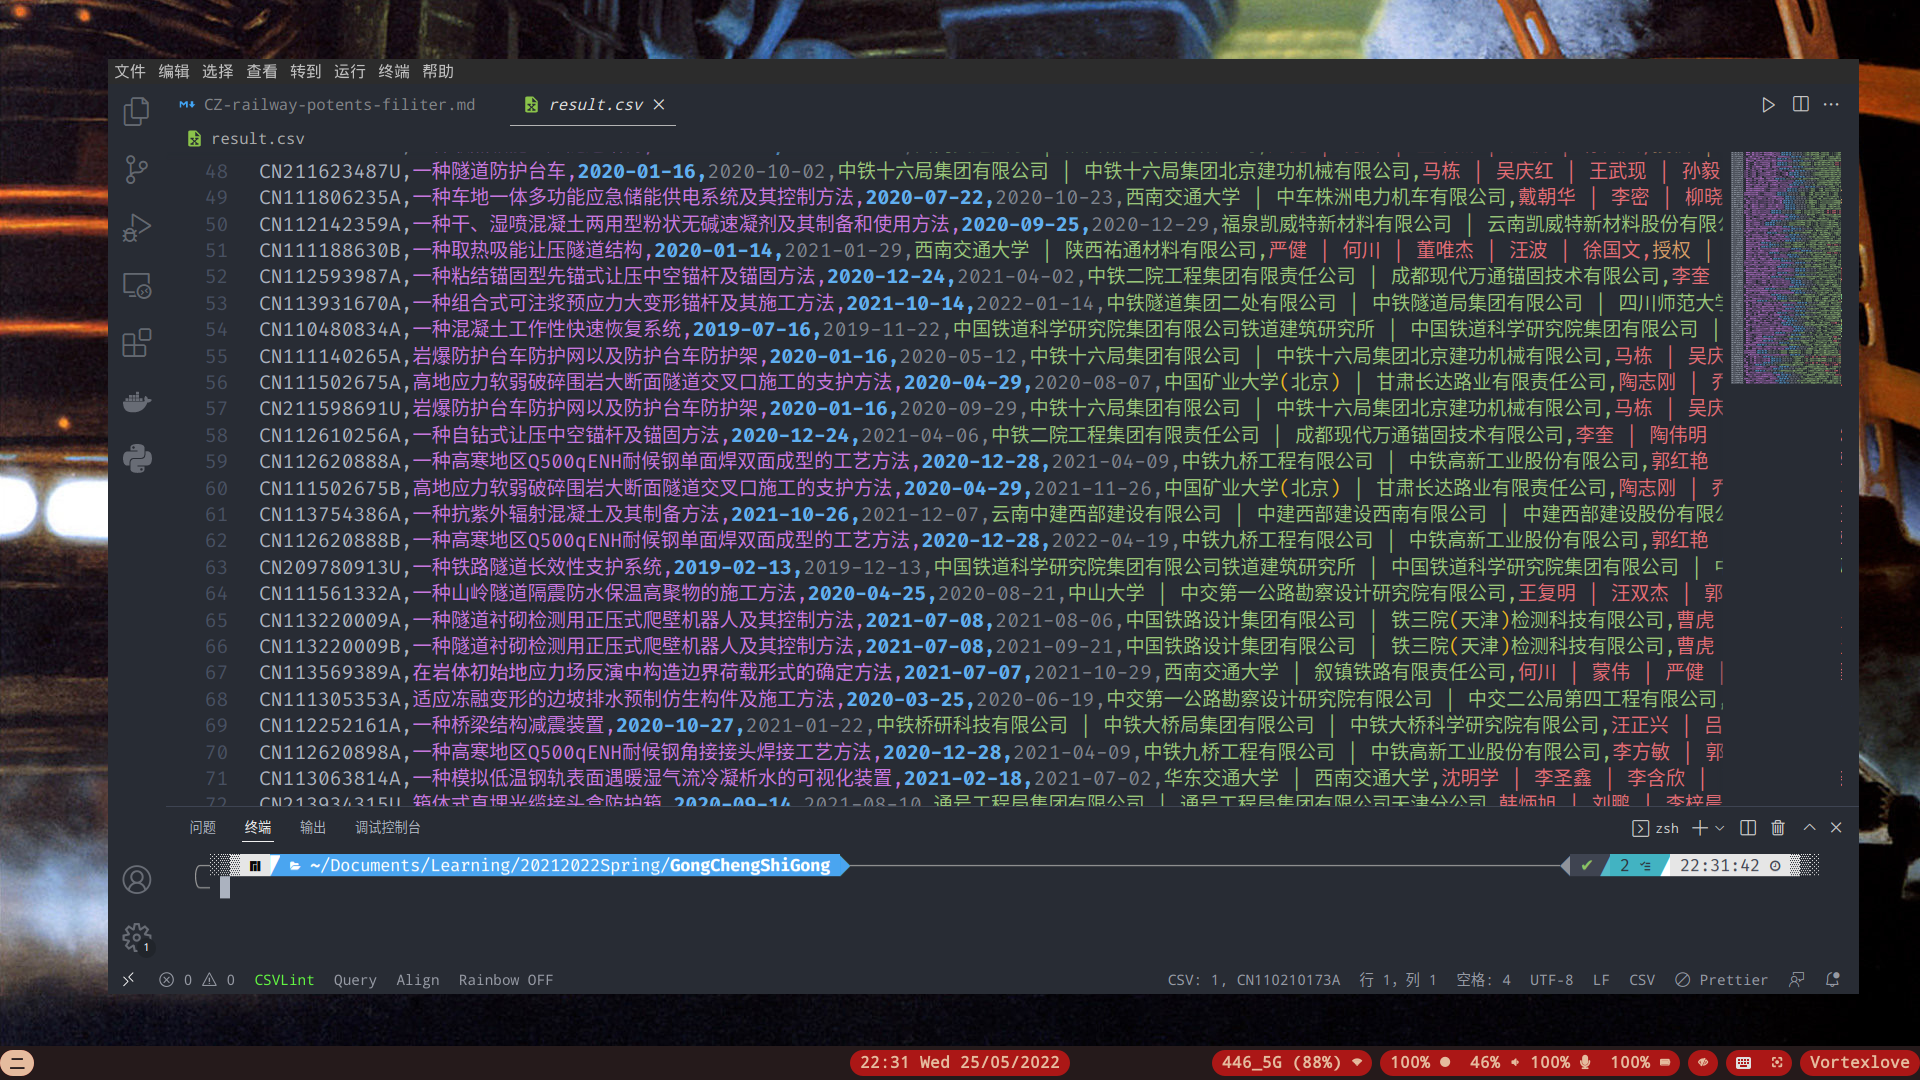 文件 编辑 选择 查看 转到 运行 终端 帮助
CZ-railway-potents-filiter.md result.csv
result.csv
48 CN211623487U,一种隧道防护台车,2020-01-16,2020-10-02,中铁十六局集团有限公司 | 中铁十六局集团北京建功机械有限公司,马栋 | 吴庆红 | 王武现 | 孙毅
49 CN111806235A,一种车地一体多功能应急储能供电系统及其控制方法,2020-07-22,2020-10-23,西南交通大学 | 中车株洲电力机车有限公司,戴朝华 | 李密 | 柳晓
50 CN112142359A,一种干、湿喷混凝土两用型粉状无碱速凝剂及其制备和使用方法,2020-09-25,2020-12-29,福泉凯威特新材料有限公司 | 云南凯威特新材料股份有限
51 CN111188630B,一种取热吸能让压隧道结构,2020-01-14,2021-01-29,西南交通大学 | 陕西祐通材料有限公司,严健 | 何川 | 董唯杰 | 汪波 | 徐国文,授权 |
52 CN112593987A,一种粘结锚固型先锚式让压中空锚杆及锚固方法,2020-12-24,2021-04-02,中铁二院工程集团有限责任公司 | 成都现代万通锚固技术有限公司,李奎
53 CN113931670A,一种组合式可注浆预应力大变形锚杆及其施工方法,2021-10-14,2022-01-14,中铁隧道集团二处有限公司 | 中铁隧道局集团有限公司 | 四川师范大学
54 CN110480834A,一种混凝土工作性快速恢复系统,2019-07-16,2019-11-22,中国铁道科学研究院集团有限公司铁道建筑研究所 | 中国铁道科学研究院集团有限公司 |
55 CN111140265A,岩爆防护台车防护网以及防护台车防护架,2020-01-16,2020-05-12,中铁十六局集团有限公司 | 中铁十六局集团北京建功机械有限公司,马栋 | 吴庆
56 CN111502675A,高地应力软弱破碎围岩大断面隧道交叉口施工的支护方法,2020-04-29,2020-08-07,中国矿业大学(北京) | 甘肃长达路业有限责任公司,陶志刚 | 乔
57 CN211598691U,岩爆防护台车防护网以及防护台车防护架,2020-01-16,2020-09-29,中铁十六局集团有限公司 | 中铁十六局集团北京建功机械有限公司,马栋 | 吴庆
58 CN112610256A,一种自钻式让压中空锚杆及锚固方法,2020-12-24,2021-04-06,中铁二院工程集团有限责任公司 | 成都现代万通锚固技术有限公司,李奎 | 陶伟明
59 CN112620888A,一种高寒地区Q500qENH耐候钢单面焊双面成型的工艺方法,2020-12-28,2021-04-09,中铁九桥工程有限公司 | 中铁高新工业股份有限公司,郭红艳
60 CN111502675B,高地应力软弱破碎围岩大断面隧道交叉口施工的支护方法,2020-04-29,2021-11-26,中国矿业大学(北京) | 甘肃长达路业有限责任公司,陶志刚 | 乔
61 CN113754386A,一种抗紫外辐射混凝土及其制备方法,2021-10-26,2021-12-07,云南中建西部建设有限公司 | 中建西部建设西南有限公司 | 中建西部建设股份有限
62 CN112620888B,一种高寒地区Q500qENH耐候钢单面焊双面成型的工艺方法,2020-12-28,2022-04-19,中铁九桥工程有限公司 | 中铁高新工业股份有限公司,郭红艳
63 CN209780913U,一种铁路隧道长效性支护系统,2019-02-13,2019-12-13,中国铁道科学研究院集团有限公司铁道建筑研究所 | 中国铁道科学研究院集团有限公司 |
64 CN111561332A,一种山岭隧道隔震防水保温高聚物的施工方法,2020-04-25,2020-08-21,中山大学 | 中交第一公路勘察设计研究院有限公司,王复明 | 汪双杰 | 郭
65 CN113220009A,一种隧道衬砌检测用正压式爬壁机器人及其控制方法,2021-07-08,2021-08-06,中国铁路设计集团有限公司 | 铁三院(天津)检测科技有限公司,曹虎
66 CN113220009B,一种隧道衬砌检测用正压式爬壁机器人及其控制方法,2021-07-08,2021-09-21,中国铁路设计集团有限公司 | 铁三院(天津)检测科技有限公司,曹虎
67 CN113569389A,在岩体初始地应力场反演中构造边界荷载形式的确定方法,2021-07-07,2021-10-29,西南交通大学 | 叙镇铁路有限责任公司,何川 | 蒙伟 | 严健 |
68 CN111305353A,适应冻融变形的边坡排水预制仿生构件及施工方法,2020-03-25,2020-06-19,中交第一公路勘察设计研究院有限公司 | 中交二公局第四工程有限公司,
69 CN112252161A,一种桥梁结构减震装置,2020-10-27,2021-01-22,中铁桥研科技有限公司 | 中铁大桥局集团有限公司 | 中铁大桥科学研究院有限公司,汪正兴 | 吕
70 CN112620898A,一种高寒地区Q500qENH耐候钢角接接头焊接工艺方法,2020-12-28,2021-04-09,中铁九桥工程有限公司 | 中铁高新工业股份有限公司,李方敏 | 郭
71 CN113063814A,一种模拟低温钢轨表面遇暖湿气流冷凝析水的可视化装置,2021-02-18,2021-07-02,华东交通大学 | 西南交通大学,沈明学 | 李圣鑫 | 李含欣 |
72 CN213934315U,箱体式直埋光缆接头盒防护箱,2020-09-14,2021-08-10,通号工程局集团有限公司 | 通号工程局集团有限公司天津分公司,韩炳旭 | 刘鹏 | 李梓晨
问题 终端 输出 调试控制台 zsh
~/Documents/Learning/20212022Spring/GongChengShiGong 2 22:31:42
0 0 CSVLint Query Align Rainbow OFF CSV: 1, CN110210173A 行 1, 列 1 空格: 4 UTF-8 LF CSV Prettier
1
22:31 Wed 25/05/2022 446_5G (88%) 100% 46% 100% 100% Vortexlove